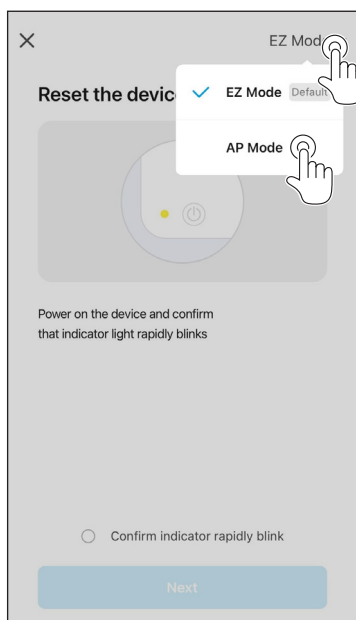 EZ Mod
Reset the devic
EZ Mode Default
AP Mode
Power on the device and confirm
that indicator light rapidly blinks
Confirm indicator rapidly blink
Next